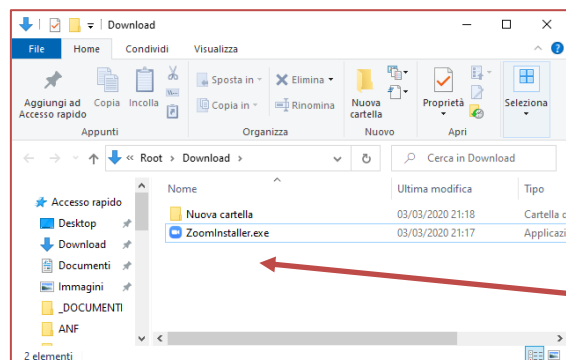 Download
File Home Condividi Visualizza
Aggiungi ad Accesso rapido
Copia
Incolla
Sposta in
Copia in
Elimina
Rinomina
Nuova cartella
Proprietà
Seleziona
Appunti Organizza Nuovo Apri
« Root › Download ›
Cerca in Download
Nome Ultima modifica Tipo
Accesso rapido
Desktop
Download
Documenti
Immagini
_DOCUMENTI
ANF
Nuova cartella 03/03/2020 21:18 Cartella d
ZoomInstaller.exe 03/03/2020 21:17 Applicazi
2 elementi